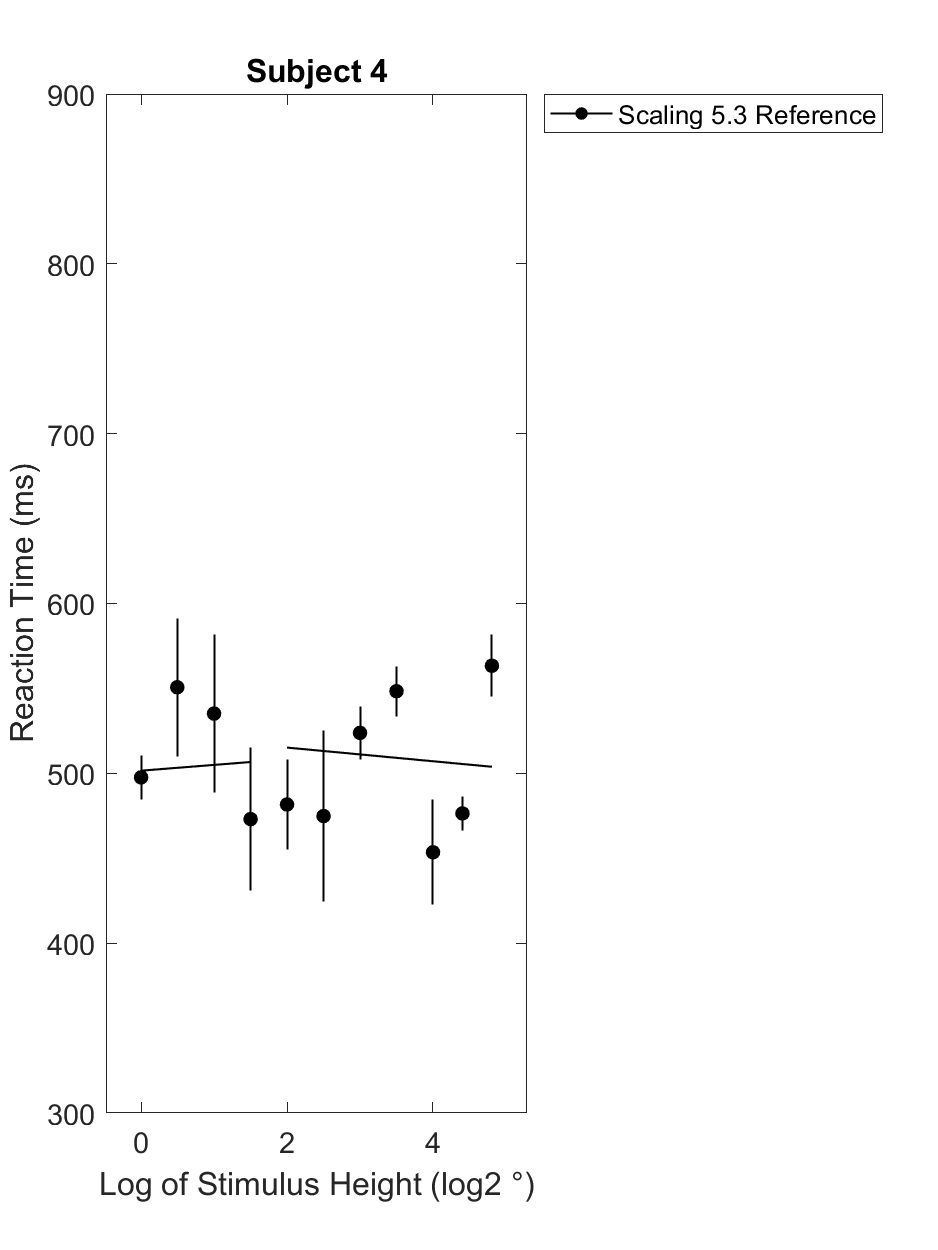 Subject 4
900
800
700
600
500
400
300
Reaction Time (ms)
0 2 4
Log of Stimulus Height (log2 °)
Scaling 5.3 Reference